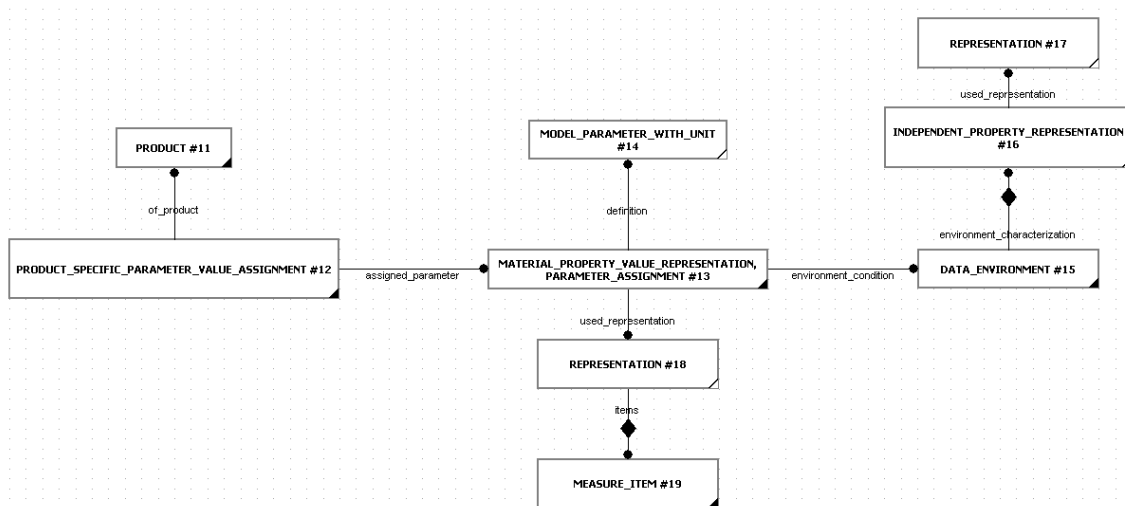 REPRESENTATION #17
used_representation
PRODUCT #11
MODEL_PARAMETER_WITH_UNIT
#14
INDEPENDENT_PROPERTY_REPRESENTATION
#16
of_product
definition
environment_characterization
PRODUCT_SPECIFIC_PARAMETER_VALUE_ASSIGNMENT #12
assigned_parameter
MATERIAL_PROPERTY_VALUE_REPRESENTATION,
PARAMETER_ASSIGNMENT #13
environment_condition
DATA_ENVIRONMENT #15
used_representation
REPRESENTATION #18
items
MEASURE_ITEM #19